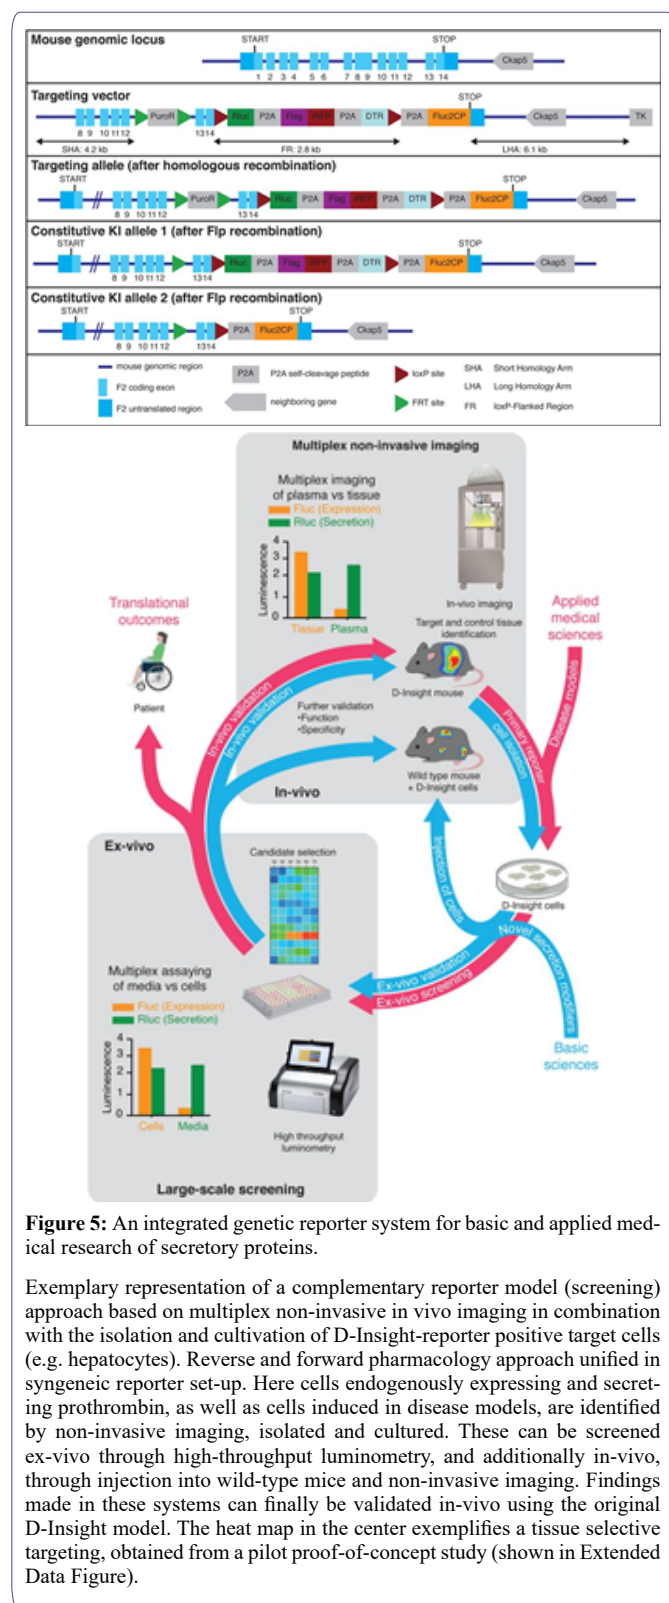 Mouse genomic locus
START
STOP
1 2 3 4 5 6 7 8 9 10 11 12 13 14
Ckap5
Targeting vector
STOP
PuroR
Rluc P2A Flag iRFP P2A DTR P2A Fluc2CP
Ckap5
TK
8 9 10 11 12
13 14
SHA: 4.2 kb
FR: 2.8 kb
LHA: 6.1 kb
Targeting allele (after homologous recombination)
START
STOP
PuroR
Rluc P2A Flag iRFP P2A DTR P2A Fluc2CP
Ckap5
8 9 10 11 12
13 14
Constitutive KI allele 1 (after Flp recombination)
START
STOP
Rluc P2A Flag iRFP P2A DTR P2A Fluc2CP
Ckap5
8 9 10 11 12
13 14
Constitutive KI allele 2 (after Flp recombination)
START
STOP
P2A Fluc2CP
Ckap5
8 9 10 11 12
13 14
mouse genomic region
F2 coding exon
F2 untranslated region
P2A
P2A self-cleavage peptide
neighboring gene
loxP site
FRT site
SHA Short Homology Arm
LHA Long Homology Arm
FR loxP-Flanked Region
Multiplex non-invasive imaging
Multiplex imaging
of plasma vs tissue
Fluc (Expression)
Rluc (Secretion)
4
3
2
1
0
Luminescence
Tissue Plasma
In-vivo imaging
Target and control tissue
identification
D-Insight mouse
Translational
outcomes
Patient
Applied
medical
sciences
Disease models
Primary reporter
cell isolation
In-vivo validation
In-vivo validation
Further validation
•Function
•Specificity
Wild type mouse
+ D-Insight cells
In-vivo
Ex-vivo
Candidate selection
Injection of cells
D-Insight cells
Novel secretion modifiers
Ex-vivo validation
Ex-vivo screening
Basic
sciences
Multiplex assaying
of media vs cells
Fluc (Expression)
Rluc (Secretion)
4
3
2
1
0
Luminescence
Cells Media
High throughput
luminometry
Large-scale screening
Figure 5: An integrated genetic reporter system for basic and applied med-
ical research of secretory proteins.
Exemplary representation of a complementary reporter model (screening)
approach based on multiplex non-invasive in vivo imaging in combination
with the isolation and cultivation of D-Insight-reporter positive target cells
(e.g. hepatocytes). Reverse and forward pharmacology approach unified in
syngeneic reporter set-up. Here cells endogenously expressing and secret-
ing prothrombin, as well as cells induced in disease models, are identified
by non-invasive imaging, isolated and cultured. These can be screened
ex-vivo through high-throughput luminometry, and additionally in-vivo,
through injection into wild-type mice and non-invasive imaging. Findings
made in these systems can finally be validated in-vivo using the original
D-Insight model. The heat map in the center exemplifies a tissue selective
targeting, obtained from a pilot proof-of-concept study (shown in Extended
Data Figure).